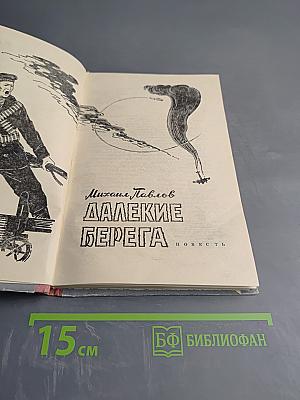 Михаил Павлов
ДАЛЕКИЕ
БЕРЕГА
ПОВЕСТЬ
15 см
БФ БИБЛИОФАН